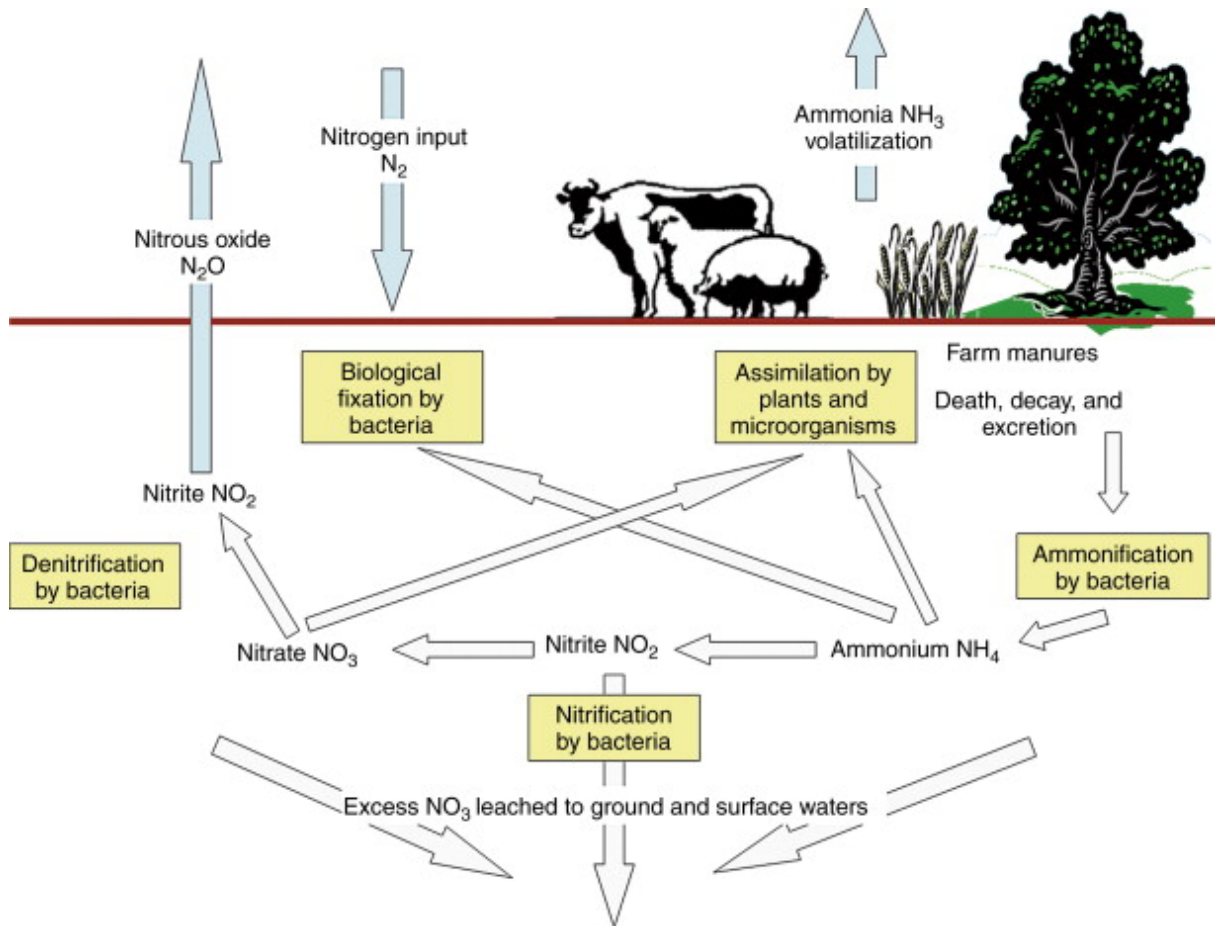 Ammonia NH₃
volatilization
Nitrogen input
N₂
Nitrous oxide
N₂O
Farm manures
Biological
fixation by
bacteria
Assimilation by
plants and
microorganisms
Death, decay, and
excretion
Nitrite NO₂
Denitrification
by bacteria
Ammonification
by bacteria
Nitrate NO₃
Nitrite NO₂
Ammonium NH₄
Nitrification
by bacteria
Excess NO₃ leached to ground and surface waters